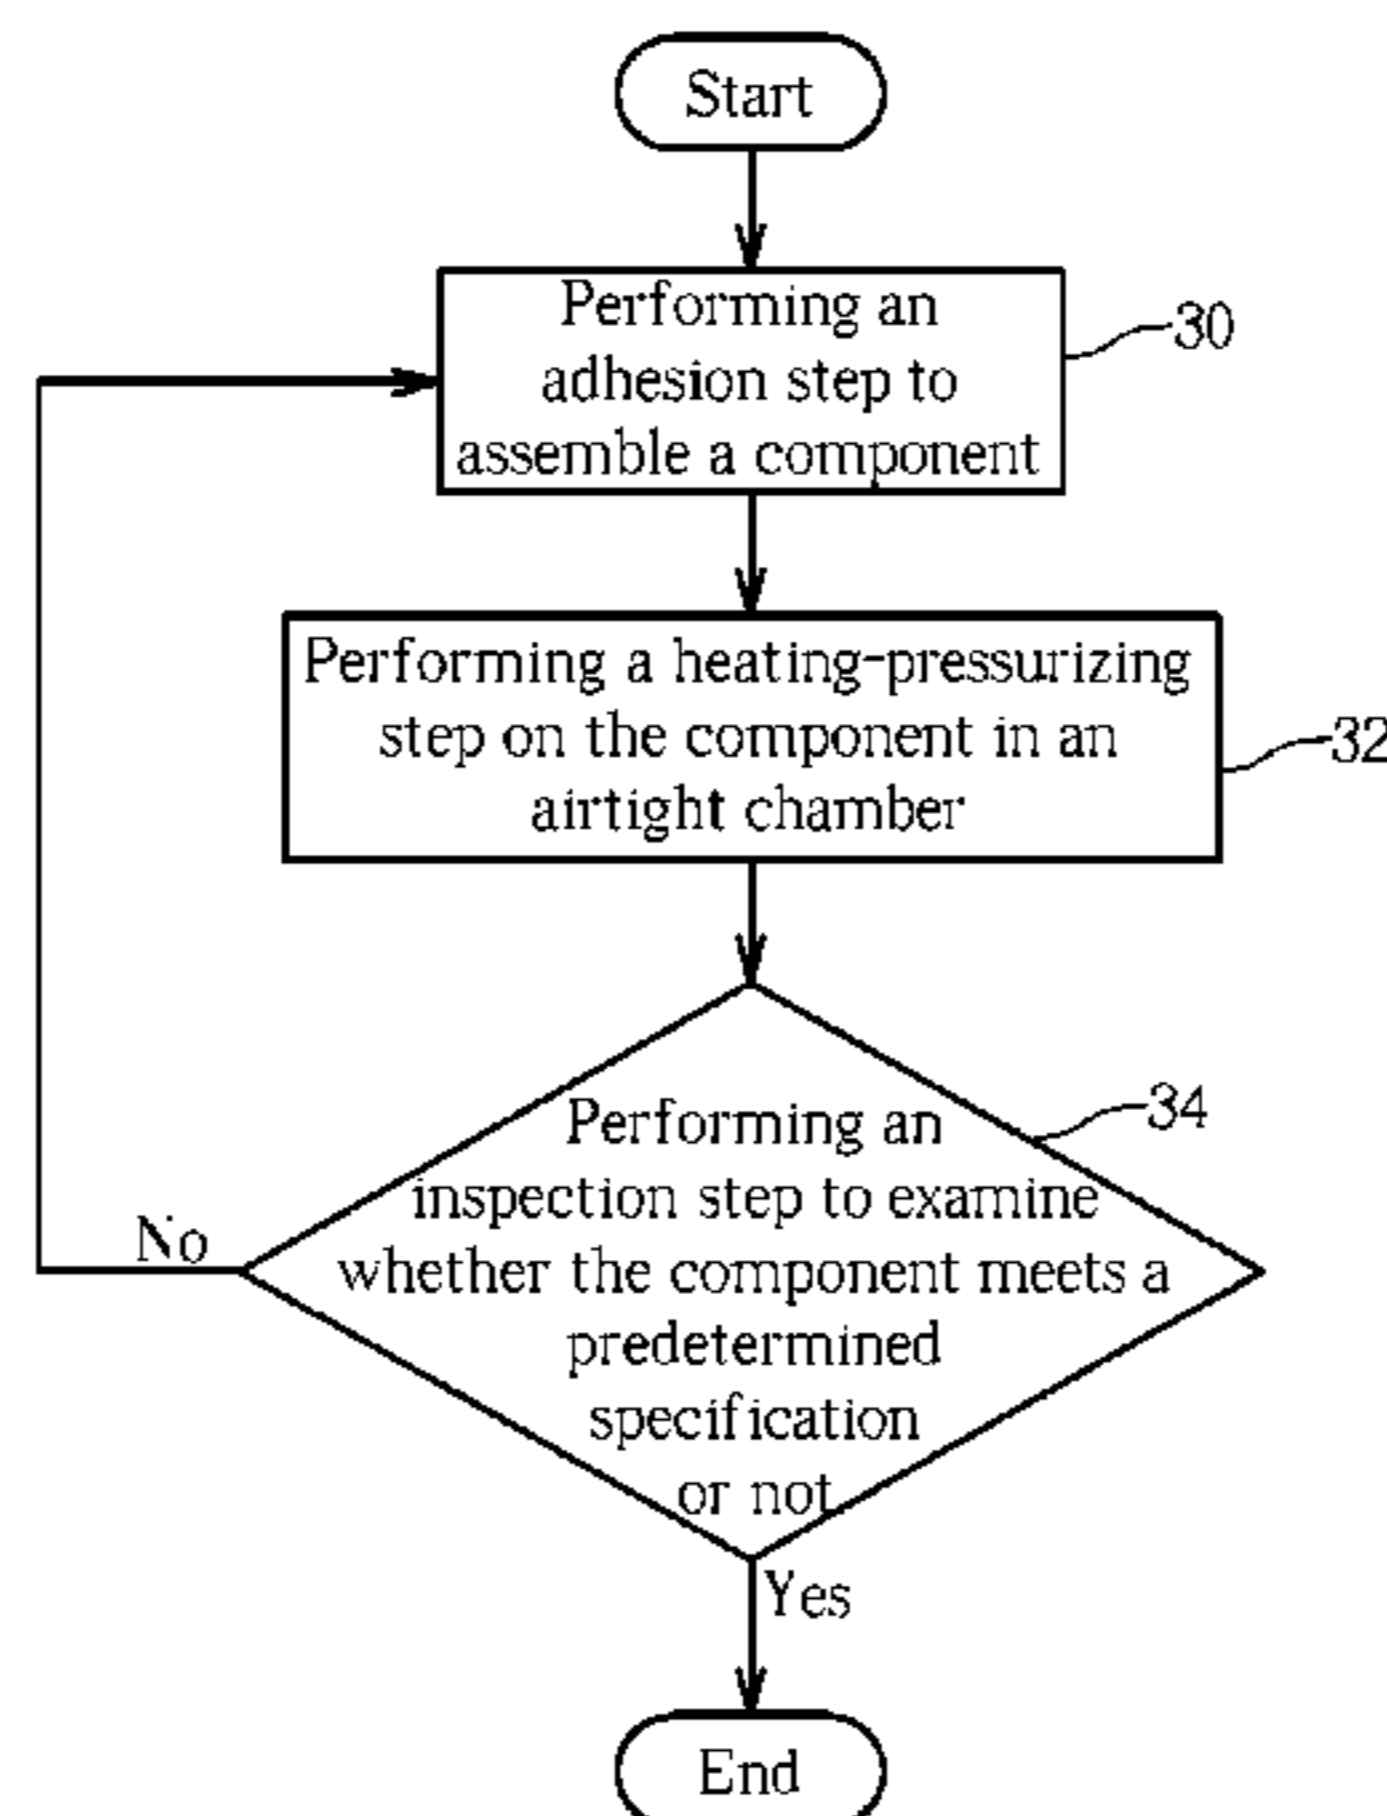 Start
Performing an
adhesion step to
assemble a component
30
Performing a heating-pressurizing
step on the component in an
airtight chamber
32
Performing an
inspection step to examine
whether the component meets a
predetermined
specification
or not
34
No
Yes
End